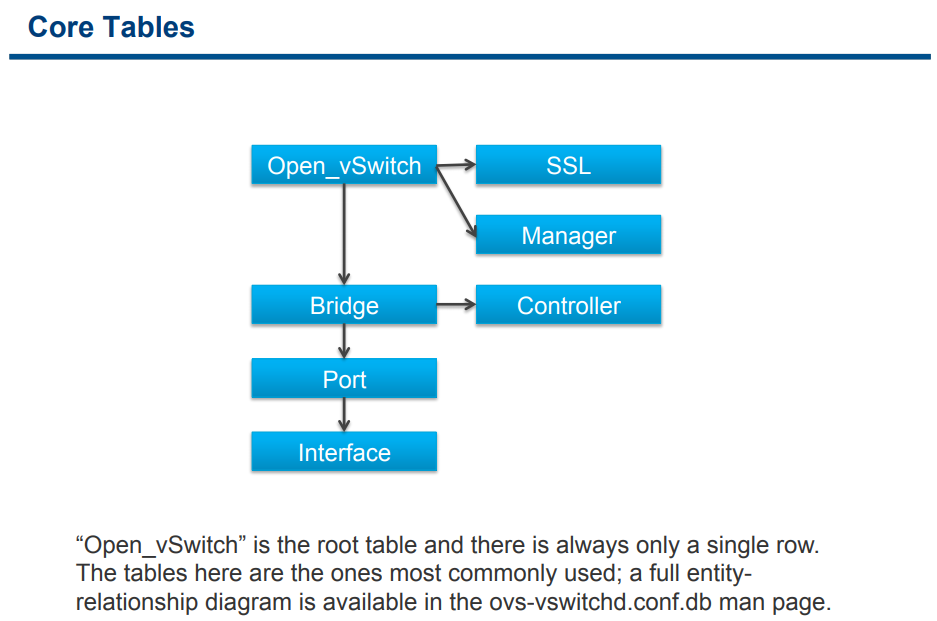 Core Tables
Open_vSwitch
SSL
Manager
Bridge
Controller
Port
Interface
“Open_vSwitch” is the root table and there is always only a single row.
The tables here are the ones most commonly used; a full entity-
relationship diagram is available in the ovs-vswitchd.conf.db man page.